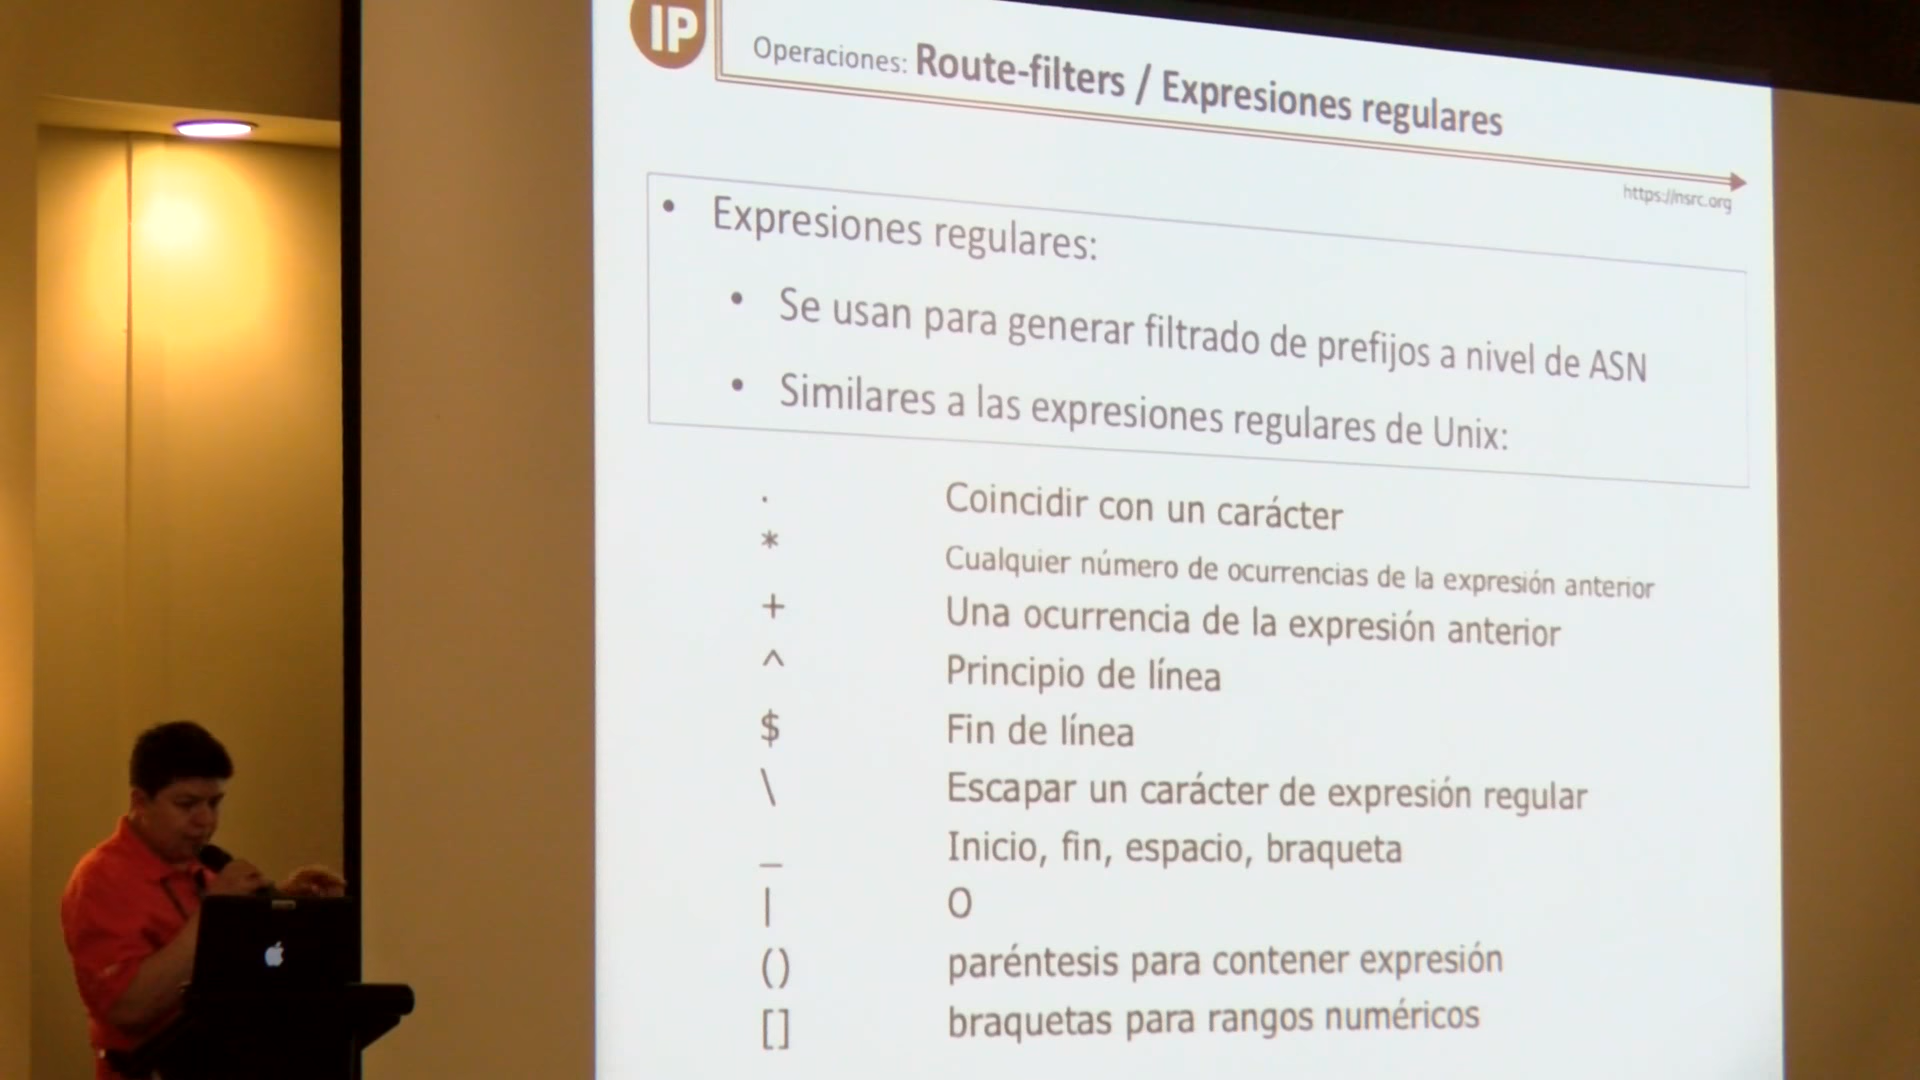 IP
Operaciones: Route-filters / Expresiones regulares
https://nsrc.org
• Expresiones regulares:
• Se usan para generar filtrado de prefijos a nivel de ASN
• Similares a las expresiones regulares de Unix:
. Coincidir con un carácter
* Cualquier número de ocurrencias de la expresión anterior
+ Una ocurrencia de la expresión anterior
^ Principio de línea
$ Fin de línea
\ Escapar un carácter de expresión regular
_ Inicio, fin, espacio, braqueta
| O
() paréntesis para contener expresión
[] braquetas para rangos numéricos